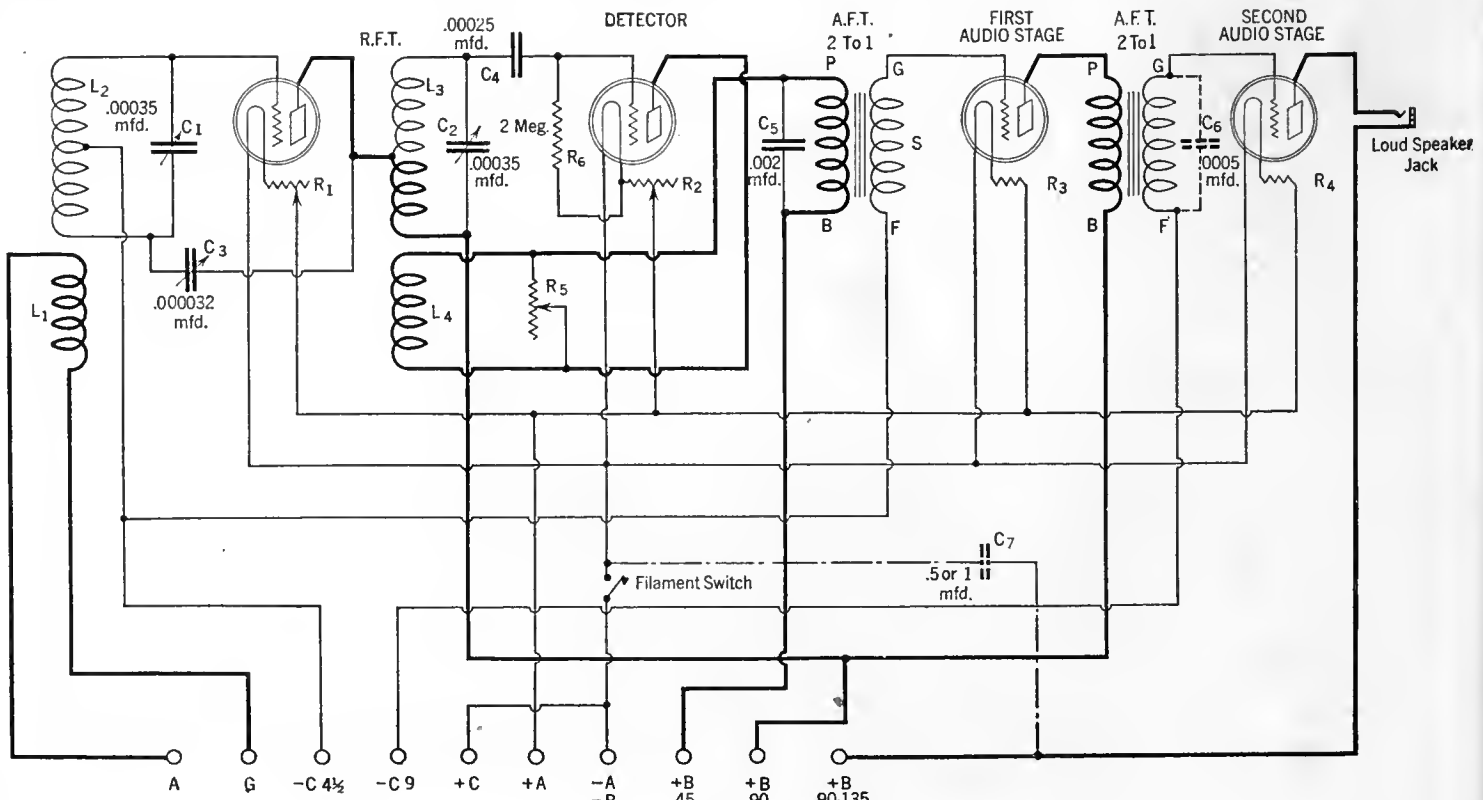 DETECTOR
A.F.T.
2 To 1
FIRST
AUDIO STAGE
A.F.T.
2 To 1
SECOND
AUDIO STAGE
R.F.T.
.00025
mfd.
C4
L2
.00035
mfd.
C1
L3
C2
.00035
mfd.
2 Meg.
R6
R1
R2
C5
.002
mfd.
P
B
G
S
F
R3
P
B
G
F
C6
.0005
mfd.
R4
Loud Speaker
Jack
C3
.000032
mfd.
L1
L4
R5
C7
.5 or 1
mfd.
Filament Switch
A
G
-C 4½
-C 9
+C
+A
-A
-B
+B
45
+B
90
+B
90-135